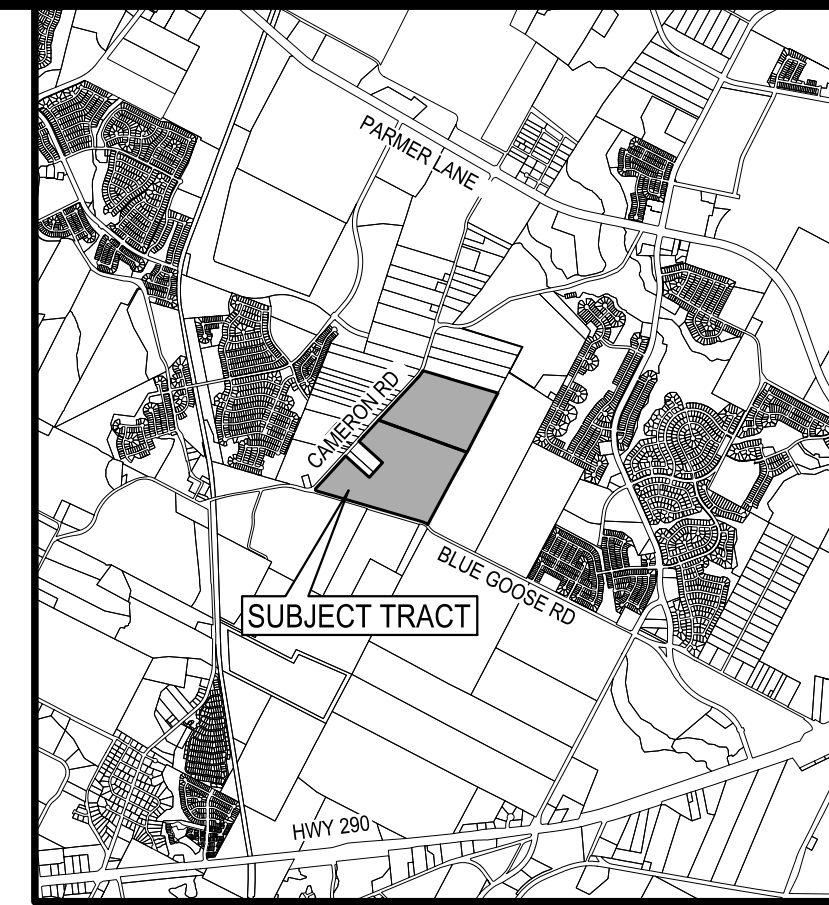 PARMER LANE
CAMERON RD
BLUE GOOSE RD
SUBJECT TRACT
HWY 290